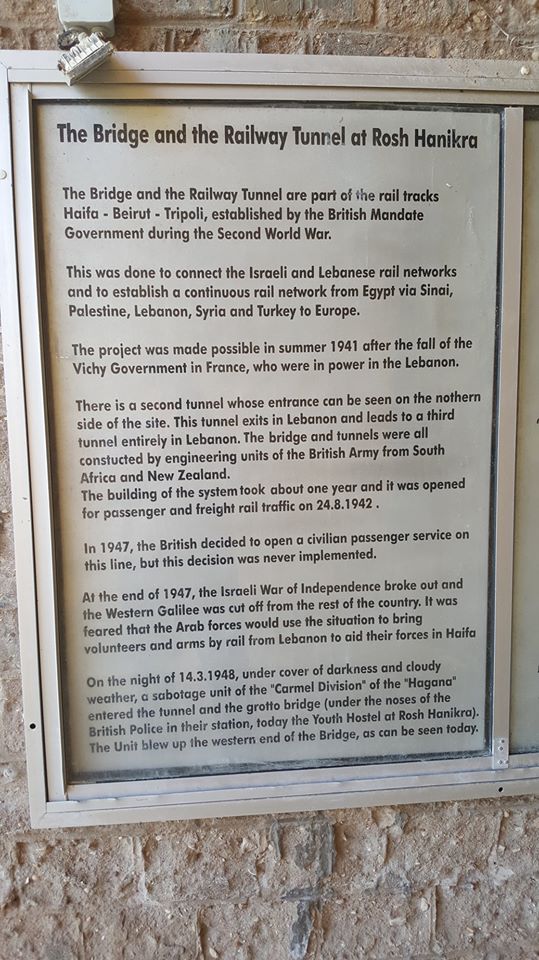 The Bridge and the Railway Tunnel at Rosh Hanikra
The Bridge and the Railway Tunnel are part of the rail tracks
Haifa - Beirut - Tripoli, established by the British Mandate
Government during the Second World War.
This was done to connect the Israeli and Lebanese rail networks
and to establish a continuous rail network from Egypt via Sinai,
Palestine, Lebanon, Syria and Turkey to Europe.
The project was made possible in summer 1941 after the fall of the
Vichy Government in France, who were in power in the Lebanon.
There is a second tunnel whose entrance can be seen on the nothern
side of the site. This tunnel exits in Lebanon and leads to a third
tunnel entirely in Lebanon. The bridge and tunnels were all
constucted by engineering units of the British Army from South
Africa and New Zealand.
The building of the system took about one year and it was opened
for passenger and freight rail traffic on 24.8.1942 .
In 1947, the British decided to open a civilian passenger service on
this line, but this decision was never implemented.
At the end of 1947, the Israeli War of Independence broke out and
the Western Galilee was cut off from the rest of the country. It was
feared that the Arab forces would use the situation to bring
volunteers and arms by rail from Lebanon to aid their forces in Haifa
On the night of 14.3.1948, under cover of darkness and cloudy
weather, a sabotage unit of the "Carmel Division" of the "Hagana"
entered the tunnel and the grotto bridge (under the noses of the
British Police in their station, today the Youth Hostel at Rosh Hanikra).
The Unit blew up the western end of the Bridge, as can be seen today.